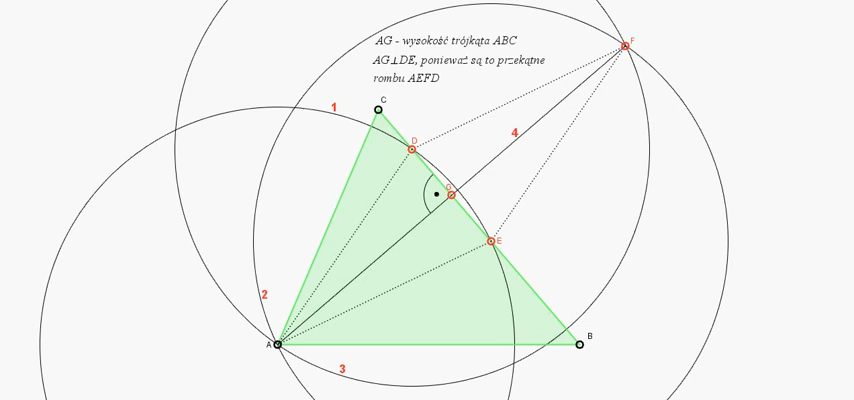 AG - wysokość trójkąta ABC
AG⊥DE, ponieważ są to przekątne
rombu AEFD
F
C
1
4
D
G
E
2
B
A
3